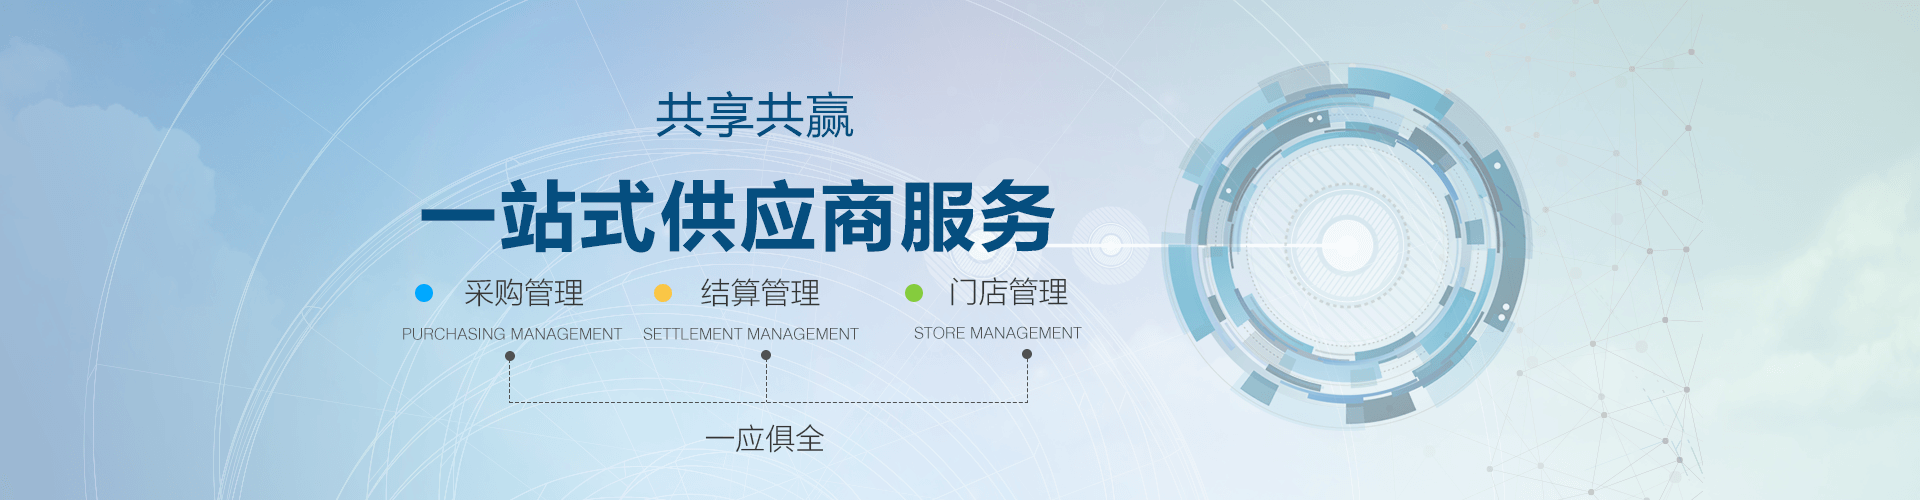 共享共赢
一站式供应商服务
采购管理 结算管理 门店管理
PURCHASING MANAGEMENT SETTLEMENT MANAGEMENT STORE MANAGEMENT
一应俱全